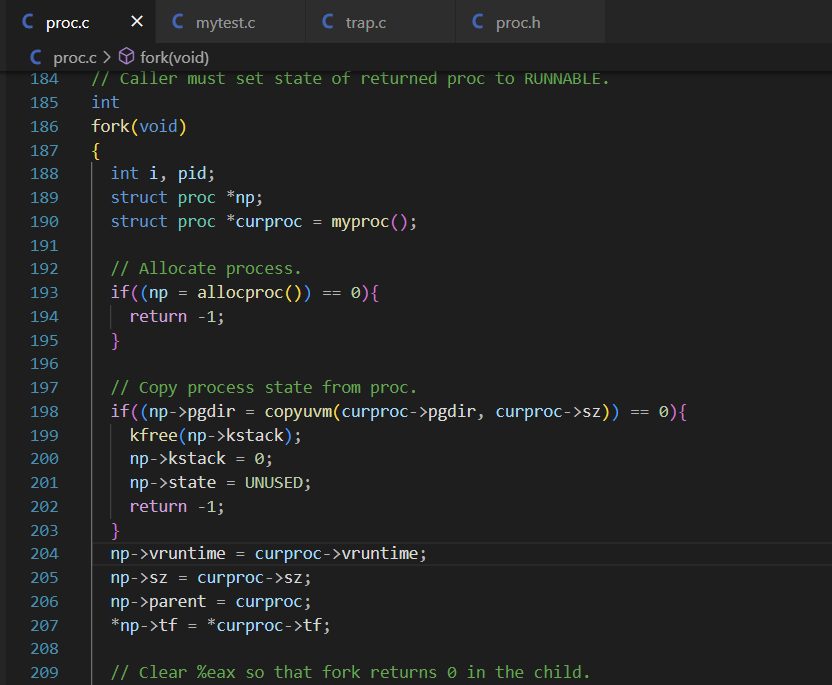 C proc.c × C mytest.c C trap.c C proc.h
C proc.c > fork(void)
184 // Caller must set state of returned proc to RUNNABLE.
185 int
186 fork(void)
187 {
188   int i, pid;
189   struct proc *np;
190   struct proc *curproc = myproc();
191
192   // Allocate process.
193   if((np = allocproc()) == 0){
194     return -1;
195   }
196
197   // Copy process state from proc.
198   if((np->pgdir = copyuvm(curproc->pgdir, curproc->sz)) == 0){
199     kfree(np->kstack);
200     np->kstack = 0;
201     np->state = UNUSED;
202     return -1;
203   }
204   np->vruntime = curproc->vruntime;
205   np->sz = curproc->sz;
206   np->parent = curproc;
207   *np->tf = *curproc->tf;
208
209   // Clear %eax so that fork returns 0 in the child.